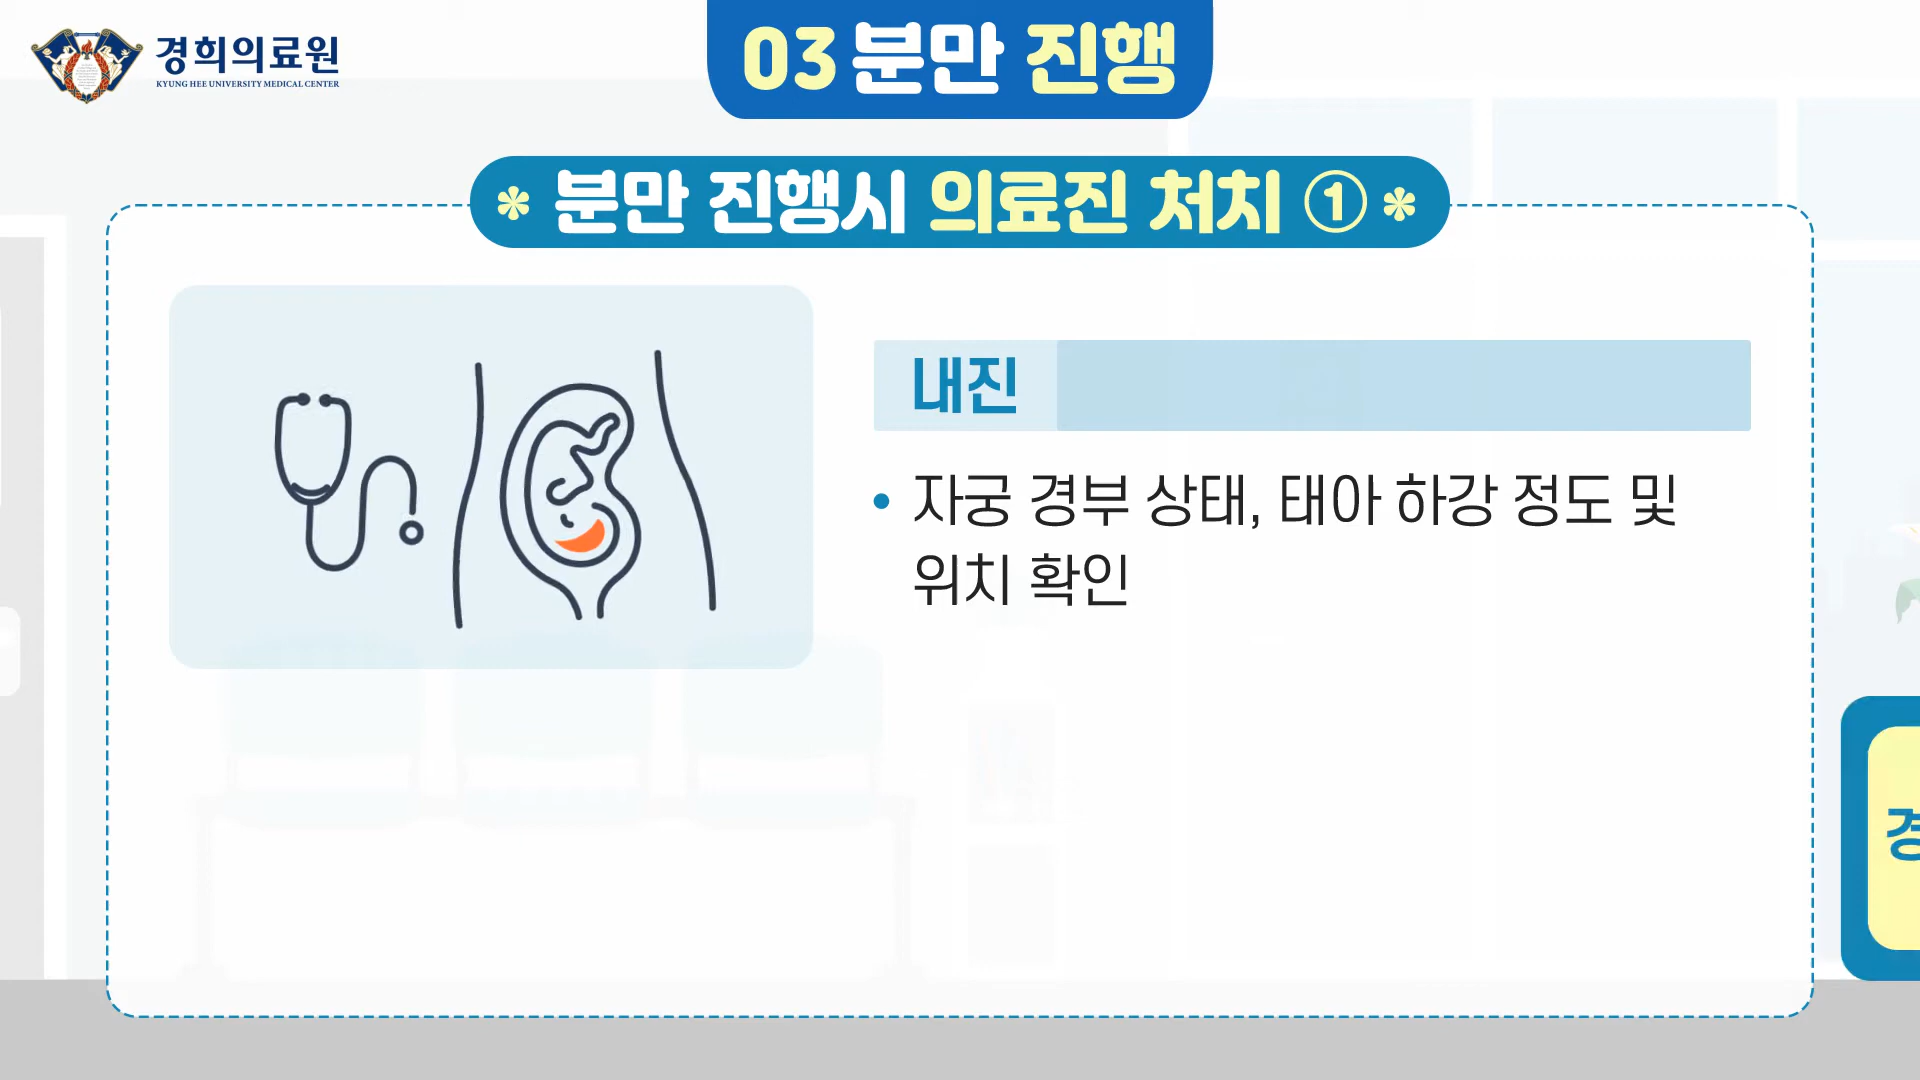 경희의료원
KYUNG HEE UNIVERSITY MEDICAL CENTER
03 분만 진행
* 분만 진행시 의료진 처치 ① *
내진
• 자궁 경부 상태, 태아 하강 정도 및
위치 확인